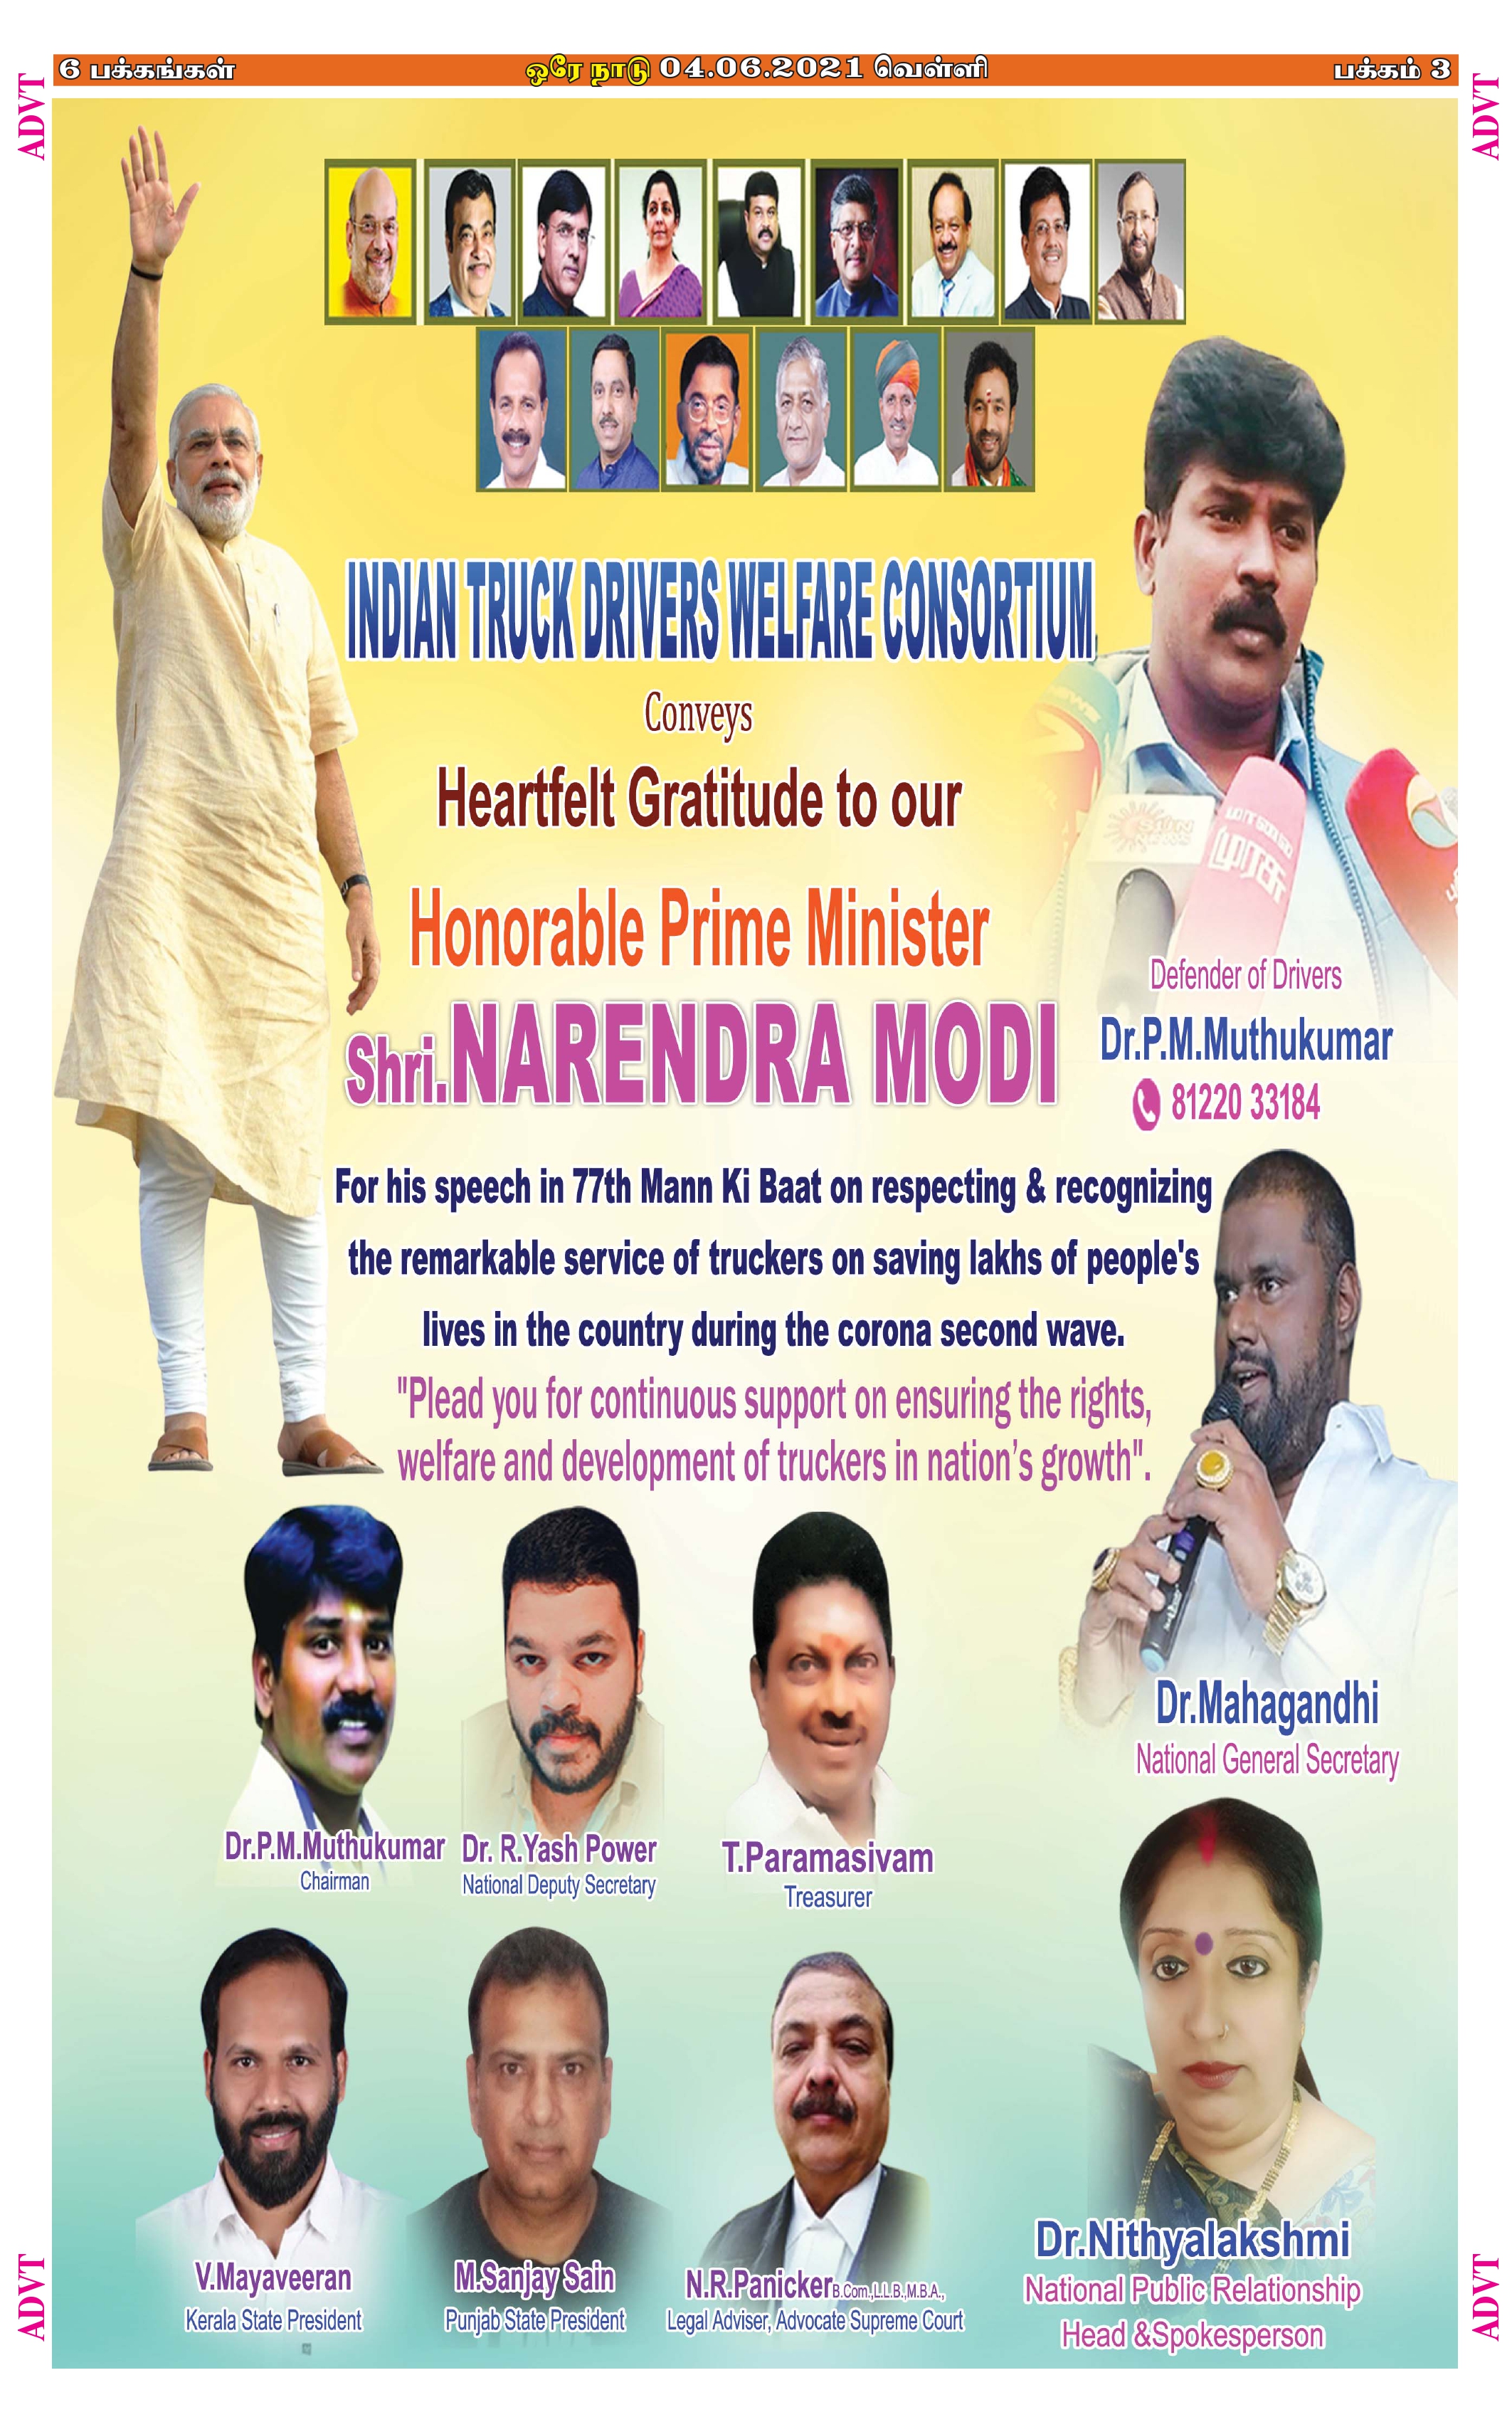 6 பக்கங்கள்
ஒரே நாடு 04.06.2021 வெள்ளி
பக்கம் 3
ADVT
ADVT
INDIAN TRUCK DRIVERS WELFARE CONSORTIUM
Conveys
Heartfelt Gratitude to our
Honorable Prime Minister
Shri.NARENDRA MODI
NEWS
SUN
NEWS
மாலை
முரசு
Defender of Drivers
Dr.P.M.Muthukumar
81220 33184
For his speech in 77th Mann Ki Baat on respecting & recognizing
the remarkable service of truckers on saving lakhs of people's
lives in the country during the corona second wave.
"Plead you for continuous support on ensuring the rights,
welfare and development of truckers in nation’s growth".
Dr.Mahagandhi
National General Secretary
Dr.P.M.Muthukumar
Chairman
Dr. R.Yash Power
National Deputy Secretary
T.Paramasivam
Treasurer
V.Mayaveeran
Kerala State President
M.Sanjay Sain
Punjab State President
N.R.Panicker B.Com.,L.L.B.,M.B.A.,
Legal Adviser, Advocate Supreme Court
Dr.Nithyalakshmi
National Public Relationship
Head &Spokesperson
ADVT
ADVT